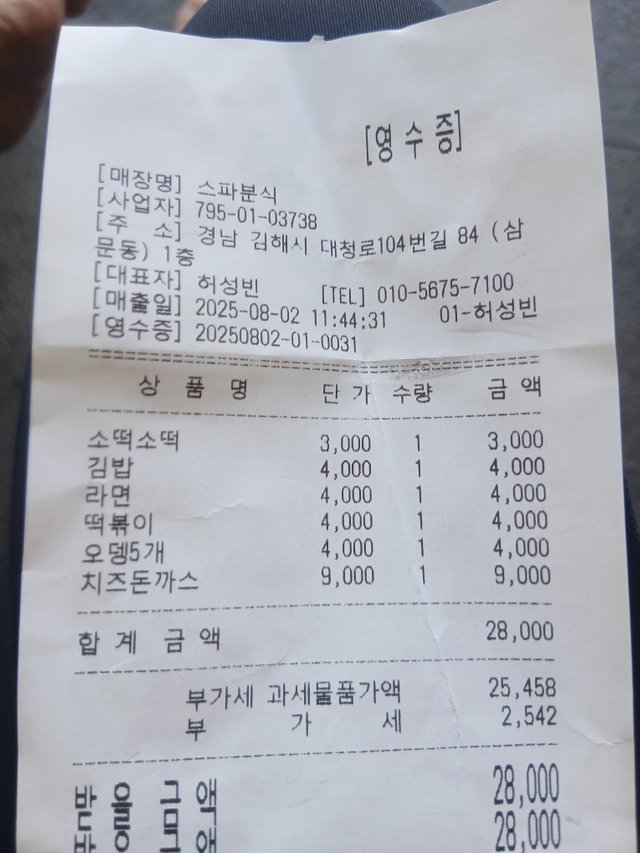 [영수증]
[매장명] 스파분식
[사업자] 795-01-03738
[주 소] 경남 김해시 대청로104번길 84 (삼
문동) 1층
[대표자] 허성빈 [TEL] 010-5675-7100
[매출일] 2025-08-02 11:44:31 01-허성빈
[영수증] 20250802-01-0031
상 품 명 단 가 수량 금 액
소떡소떡 3,000 1 3,000
김밥 4,000 1 4,000
라면 4,000 1 4,000
떡볶이 4,000 1 4,000
오뎅5개 4,000 1 4,000
치즈돈까스 9,000 1 9,000
합 계 금 액 28,000
부가세 과세물품가액 25,458
부 가 세 2,542
받 을 금 액 28,000
28,000